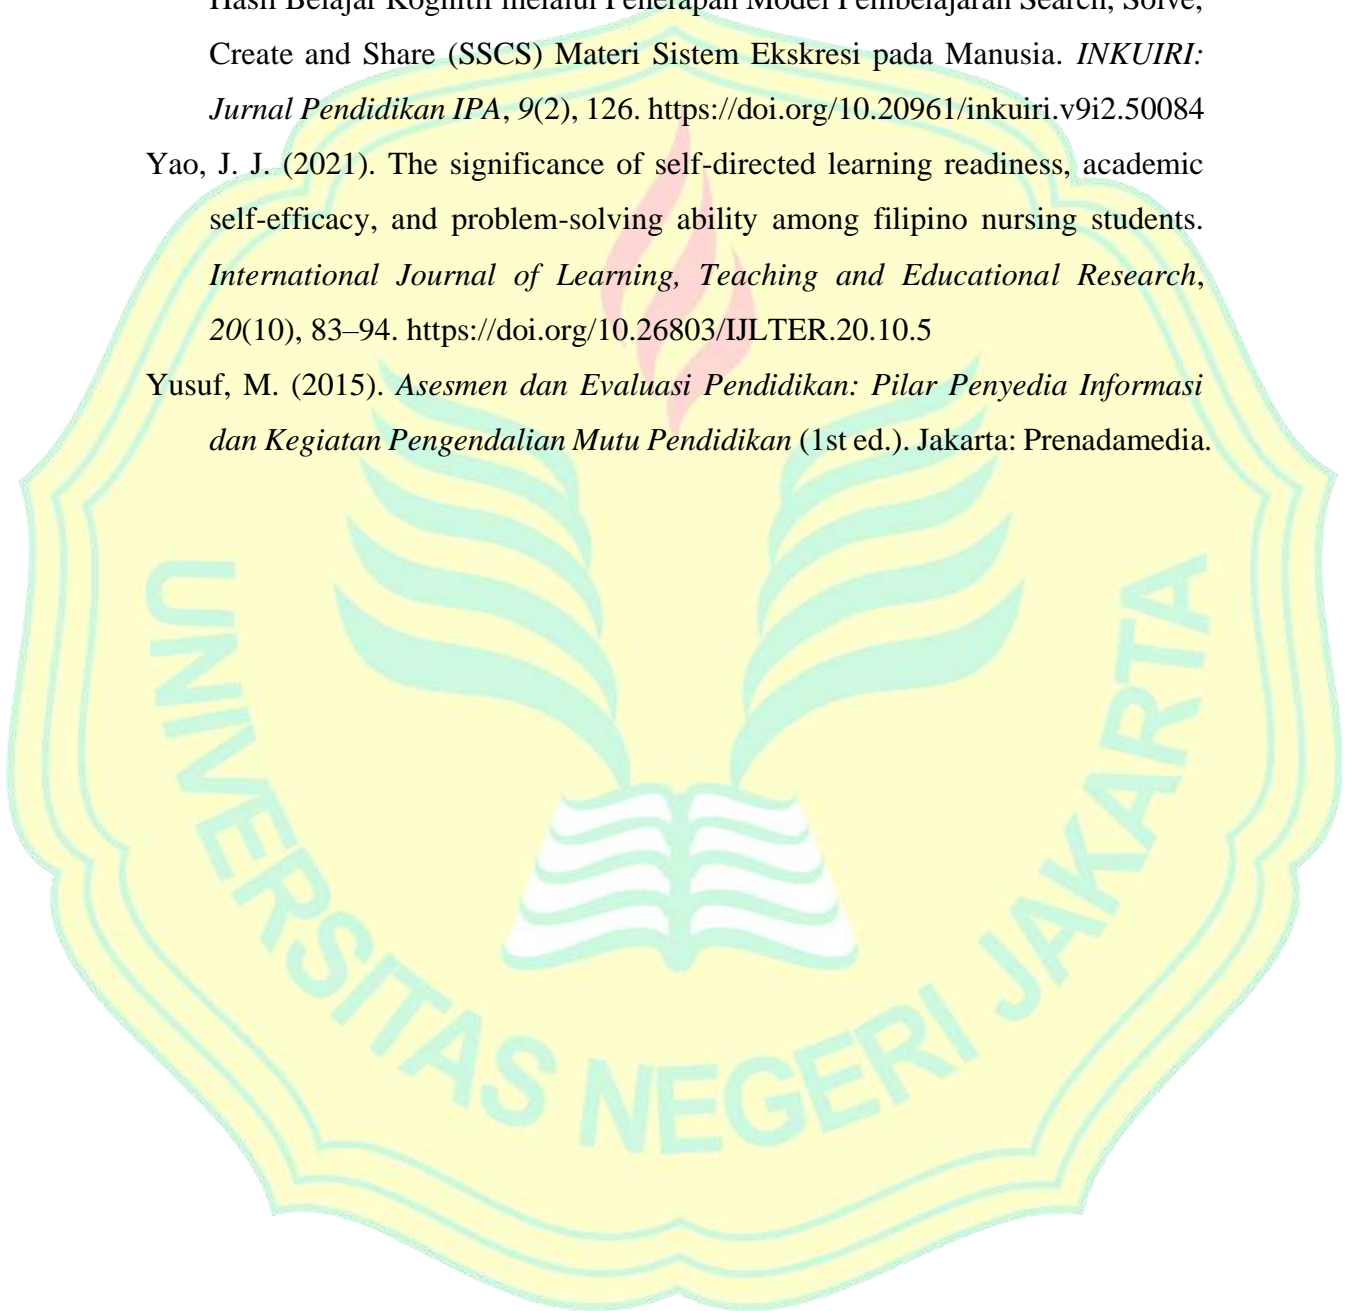 Hasil Belajar Kognitif melalui Penerapan Model Pembelajaran Search, Solve,
Create and Share (SSCS) Materi Sistem Ekskresi pada Manusia. INKUIRI:
Jurnal Pendidikan IPA, 9(2), 126. https://doi.org/10.20961/inkuiri.v9i2.50084
Yao, J. J. (2021). The significance of self-directed learning readiness, academic
self-efficacy, and problem-solving ability among filipino nursing students.
International Journal of Learning, Teaching and Educational Research,
20(10), 83–94. https://doi.org/10.26803/IJLTER.20.10.5
Yusuf, M. (2015). Asesmen dan Evaluasi Pendidikan: Pilar Penyedia Informasi
dan Kegiatan Pengendalian Mutu Pendidikan (1st ed.). Jakarta: Prenadamedia.
UNIVERSITAS NEGERI JAKARTA